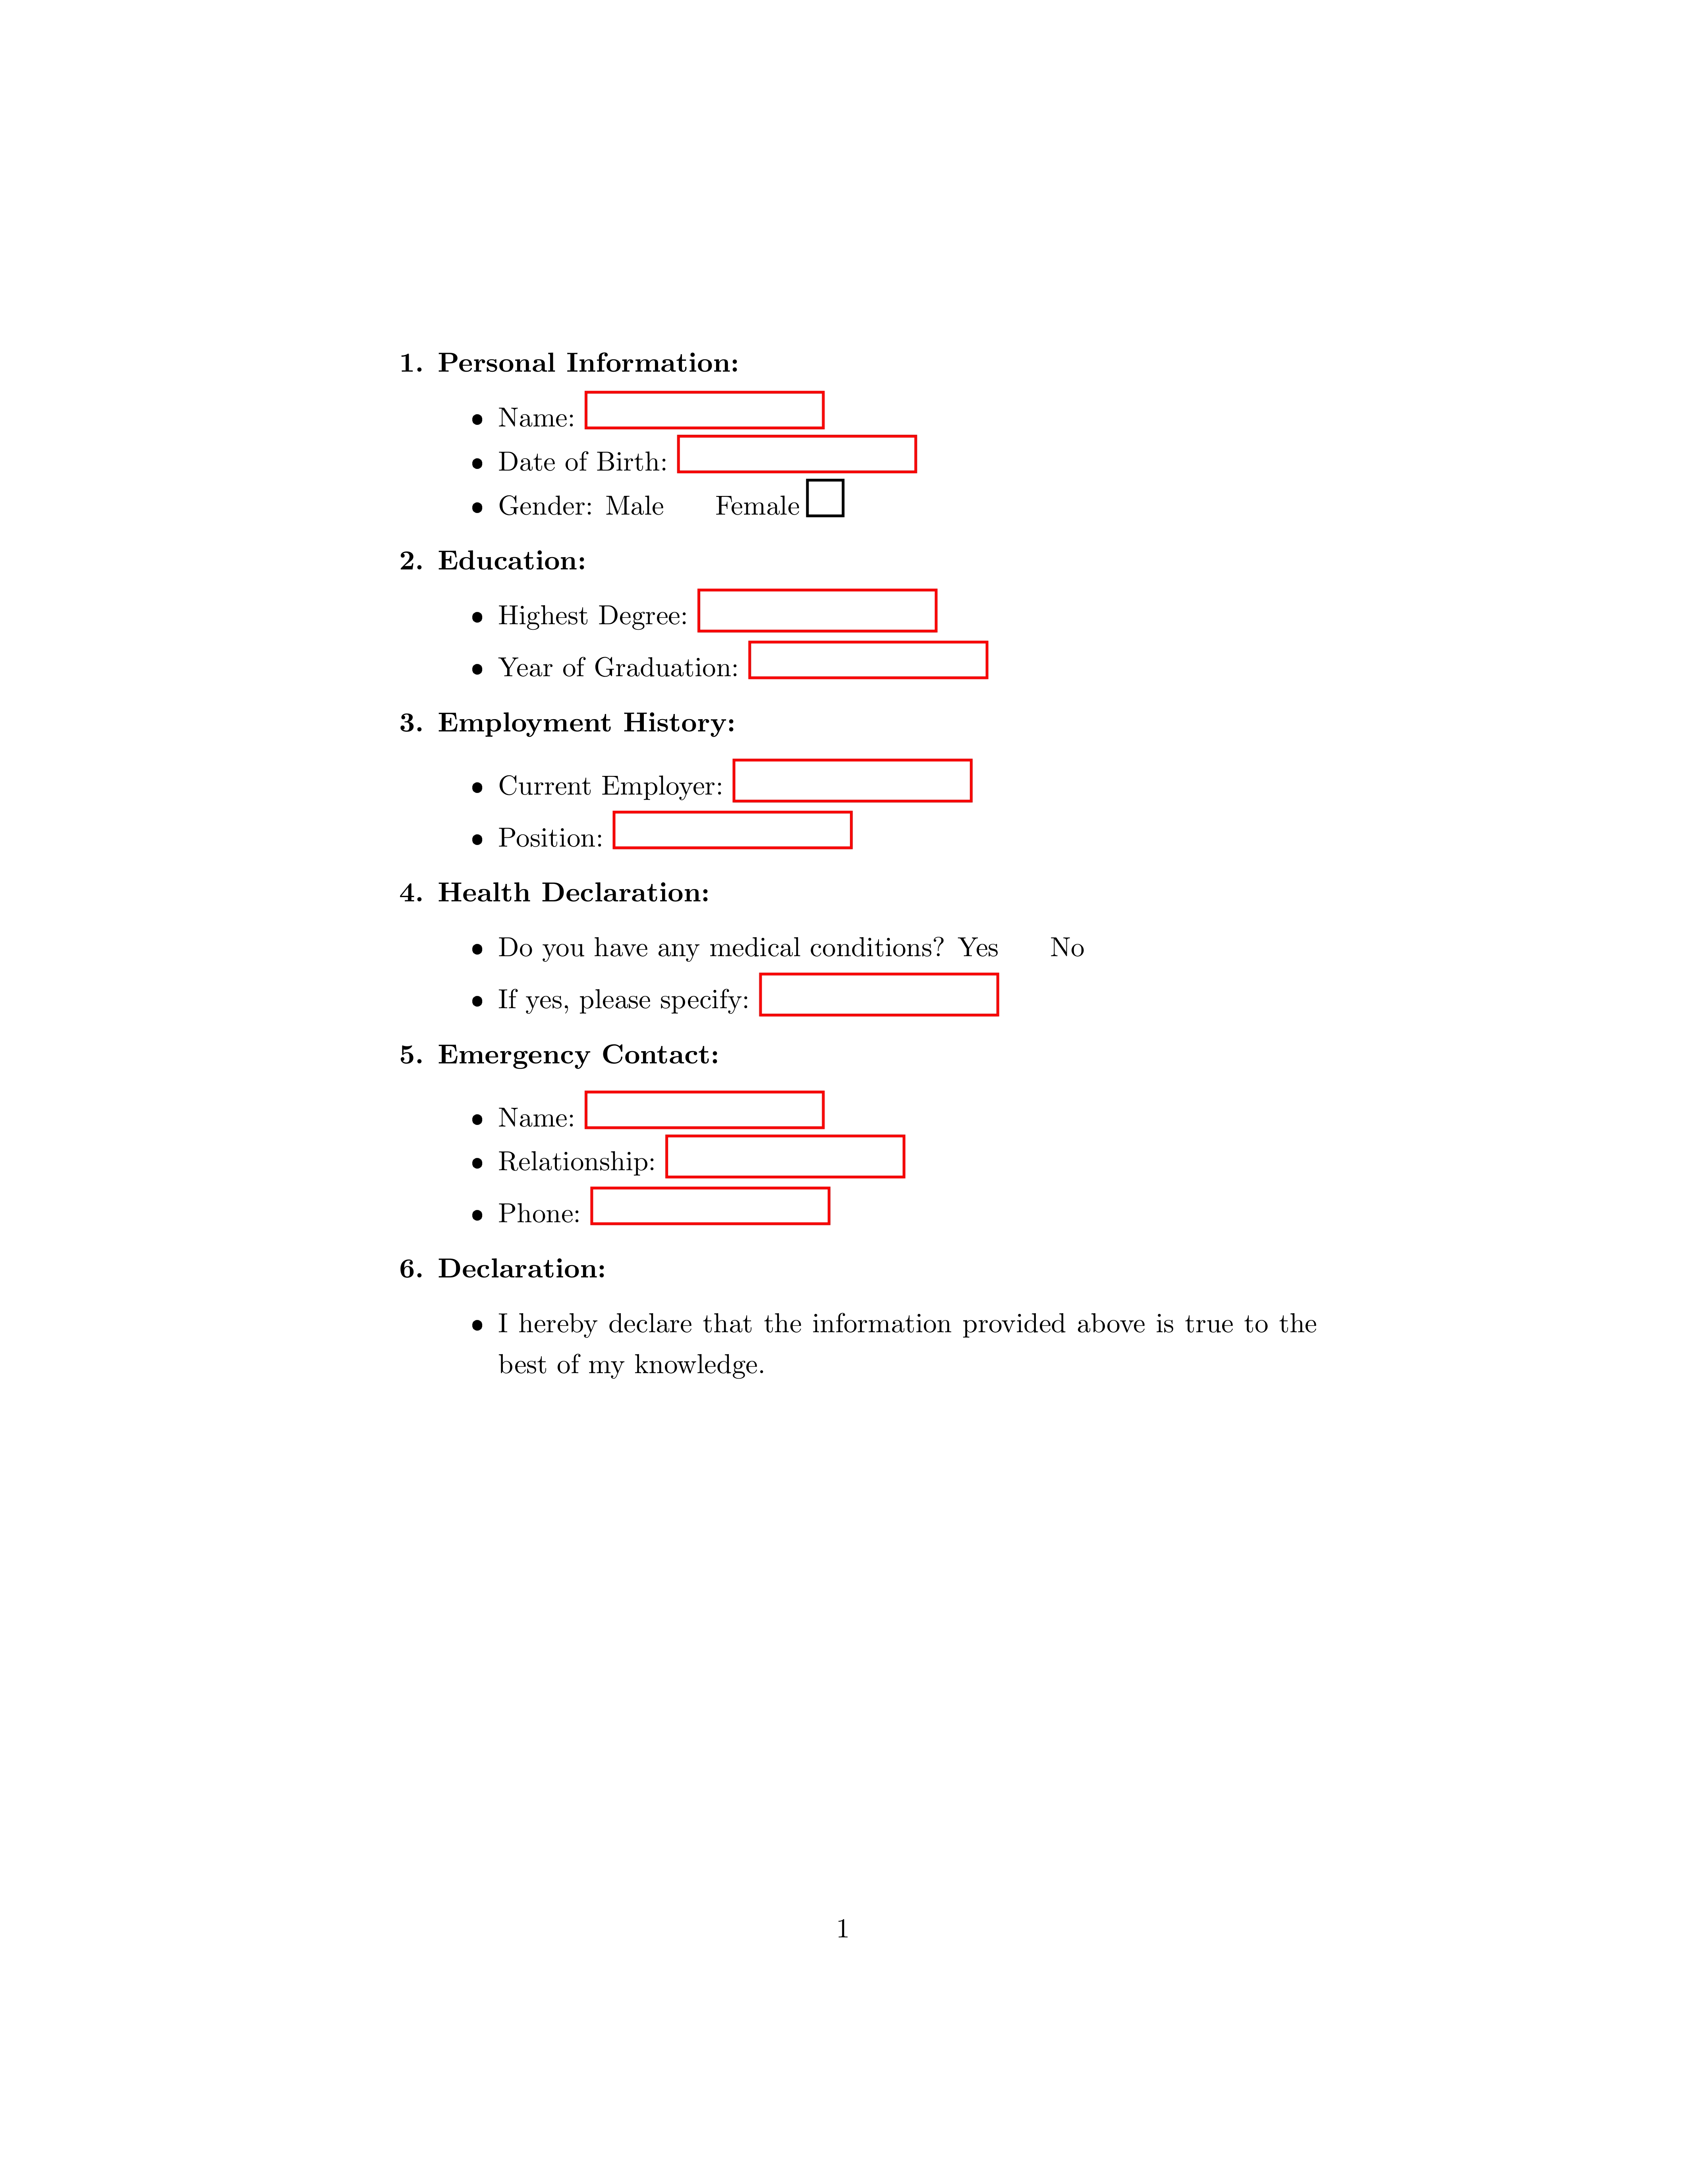 1. Personal Information:
• Name:
• Date of Birth:
• Gender: Male Female
2. Education:
• Highest Degree:
• Year of Graduation:
3. Employment History:
• Current Employer:
• Position:
4. Health Declaration:
• Do you have any medical conditions? Yes No
• If yes, please specify:
5. Emergency Contact:
• Name:
• Relationship:
• Phone:
6. Declaration:
• I hereby declare that the information provided above is true to the
best of my knowledge.
1